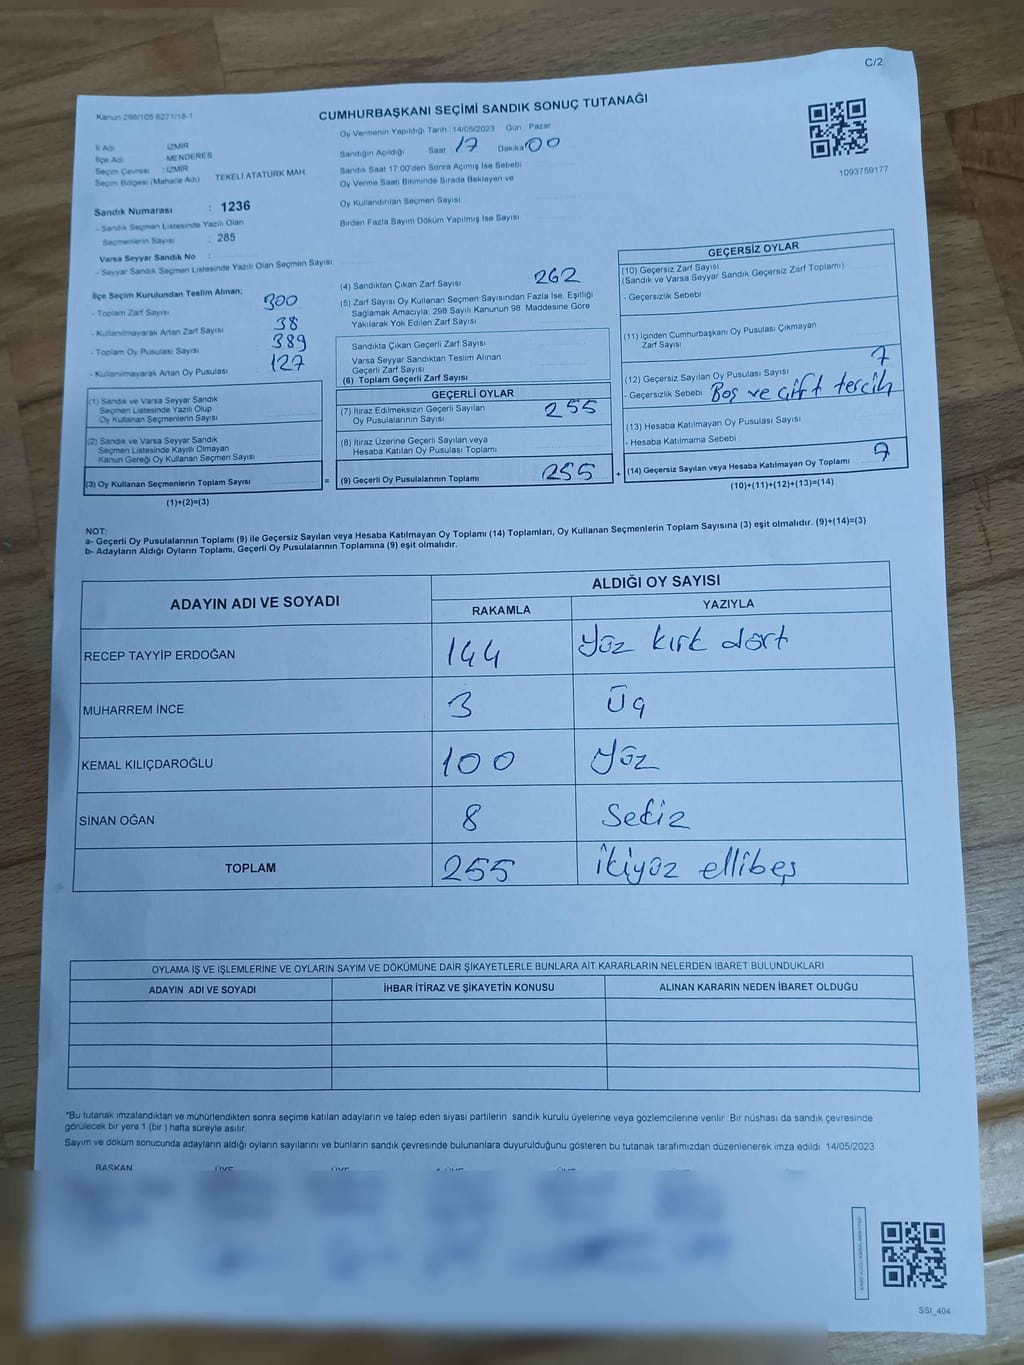 C/2
Kanun 298/105 6271/18-1
CUMHURBAŞKANI SEÇİMİ SANDIK SONUÇ TUTANAĞI
Oy Vermenin Yapıldığı Tarih : 14/05/2023 Gün : Pazar
İl Adı : İZMİR
İlçe Adı : MENDERES
Seçim Çevresi : İZMİR
Seçim Bölgesi (Mahalle Adı) TEKELİ ATATÜRK MAH.
Sandığın Açıldığı Saat 17 Dakika 00
Sandık Saat 17:00'den Sonra Açımış İse Sebebi :
Oy Verme Saati Bitiminde Sırada Bekleyen ve
Oy Kullandırılan Seçmen Sayısı
Birden Fazla Sayım Döküm Yapılmış İse Sayısı
1093759177
Sandık Numarası : 1236
- Sandık Seçmen Listesinde Yazılı Olan
Seçmenlerin Sayısı : 285
Varsa Seyyar Sandık No :
- Seyyar Sandık Seçmen Listesinde Yazılı Olan Seçmen Sayısı:
İlçe Seçim Kurulundan Teslim Alınan;
- Toplam Zarf Sayısı : 300
- Kullanılmayarak Artan Zarf Sayısı : 38
- Toplam Oy Pusulası Sayısı : 389
- Kullanılmayarak Artan Oy Pusulası : 127
(1) Sandık ve Varsa Seyyar Sandık
Seçmen Listesinde Yazılı Olup
Oy Kullanan Seçmenlerin Sayısı
(2) Sandık ve Varsa Seyyar Sandık
Seçmen Listesinde Kayıtlı Olmayan
Kanun Gereği Oy Kullanan Seçmen Sayısı
(3) Oy Kullanan Seçmenlerin Toplam Sayısı
(1)+(2)=(3)
=
(4) Sandıktan Çıkan Zarf Sayısı 262
(5) Zarf Sayısı Oy Kullanan Seçmen Sayısından Fazla İse, Eşitliği
Sağlamak Amacıyla, 298 Sayılı Kanunun 98. Maddesine Göre
Yakılarak Yok Edilen Zarf Sayısı
Sandıkta Çıkan Geçerli Zarf Sayısı
Varsa Seyyar Sandıktan Teslim Alınan
Geçerli Zarf Sayısı
(6) Toplam Geçerli Zarf Sayısı
GEÇERLİ OYLAR
(7) İtiraz Edilmeksizin Geçerli Sayılan
Oy Pusulalarının Sayısı 255
(8) İtiraz Üzerine Geçerli Sayılan veya
Hesaba Katılan Oy Pusulası Toplamı
(9) Geçerli Oy Pusulalarının Toplamı 255
+
GEÇERSİZ OYLAR
(10) Geçersiz Zarf Sayısı
(Sandık ve Varsa Seyyar Sandık Geçersiz Zarf Toplamı)
- Geçersizlik Sebebi
(11) İçinden Cumhurbaşkanı Oy Pusulası Çıkmayan
Zarf Sayısı
(12) Geçersiz Sayılan Oy Pusulası Sayısı 7
- Geçersizlik Sebebi Boş ve çift tercih
(13) Hesaba Katılmayan Oy Pusulası Sayısı
- Hesaba Katılmama Sebebi
(14) Geçersiz Sayılan veya Hesaba Katılmayan Oy Toplamı 7
(10)+(11)+(12)+(13)=(14)
NOT:
a- Geçerli Oy Pusulalarının Toplamı (9) ile Geçersiz Sayılan veya Hesaba Katılmayan Oy Toplamı (14) Toplamları, Oy Kullanan Seçmenlerin Toplam Sayısına (3) eşit olmalıdır. (9)+(14)=(3)
b- Adayların Aldığı Oyların Toplamı, Geçerli Oy Pusulalarının Toplamına (9) eşit olmalıdır.
ADAYIN ADI VE SOYADI ALDIĞI OY SAYISI
RAKAMLA YAZIYLA
RECEP TAYYİP ERDOĞAN 144 Yüz kırk dört
MUHARREM İNCE 3 Üç
KEMAL KILIÇDAROĞLU 100 Yüz
SİNAN OĞAN 8 Sekiz
TOPLAM 255 ikiyüz ellibeş
OYLAMA İŞ VE İŞLEMLERİNE VE OYLARIN SAYIM VE DÖKÜMÜNE DAİR ŞİKAYETLERLE BUNLARA AİT KARARLARIN NELERDEN İBARET BULUNDUKLARI
ADAYIN ADI VE SOYADI İHBAR İTİRAZ VE ŞİKAYETİN KONUSU ALINAN KARARIN NEDEN İBARET OLDUĞU
*Bu tutanak imzalandıktan ve mühürlendikten sonra seçime katılan adayların ve talep eden siyasi partilerin sandık kurulu üyelerine veya gözlemcilerine verilir. Bir nüshası da sandık çevresinde
görülecek bir yere 1 (bir ) hafta süreyle asılır.
Sayım ve döküm sonucunda adayların aldığı oyların sayılarını ve bunların sandık çevresinde bulunanlara duyurulduğunu gösteren bu tutanak tarafımızdan düzenlenerek imza edildi. 14/05/2023
BAŞKAN ÜYE ÜYE ÜYE ÜYE
SSI_404